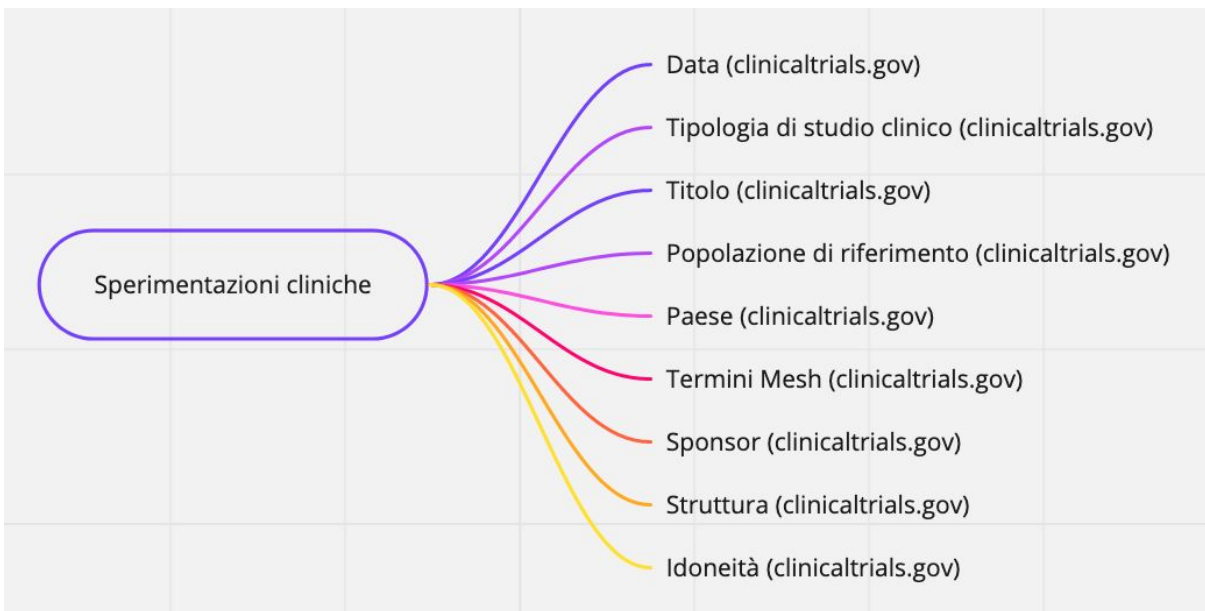 Data (clinicaltrials.gov)
Tipologia di studio clinico (clinicaltrials.gov)
Titolo (clinicaltrials.gov)
Popolazione di riferimento (clinicaltrials.gov)
Sperimentazioni cliniche
Paese (clinicaltrials.gov)
Termini Mesh (clinicaltrials.gov)
Sponsor (clinicaltrials.gov)
Struttura (clinicaltrials.gov)
Idoneità (clinicaltrials.gov)